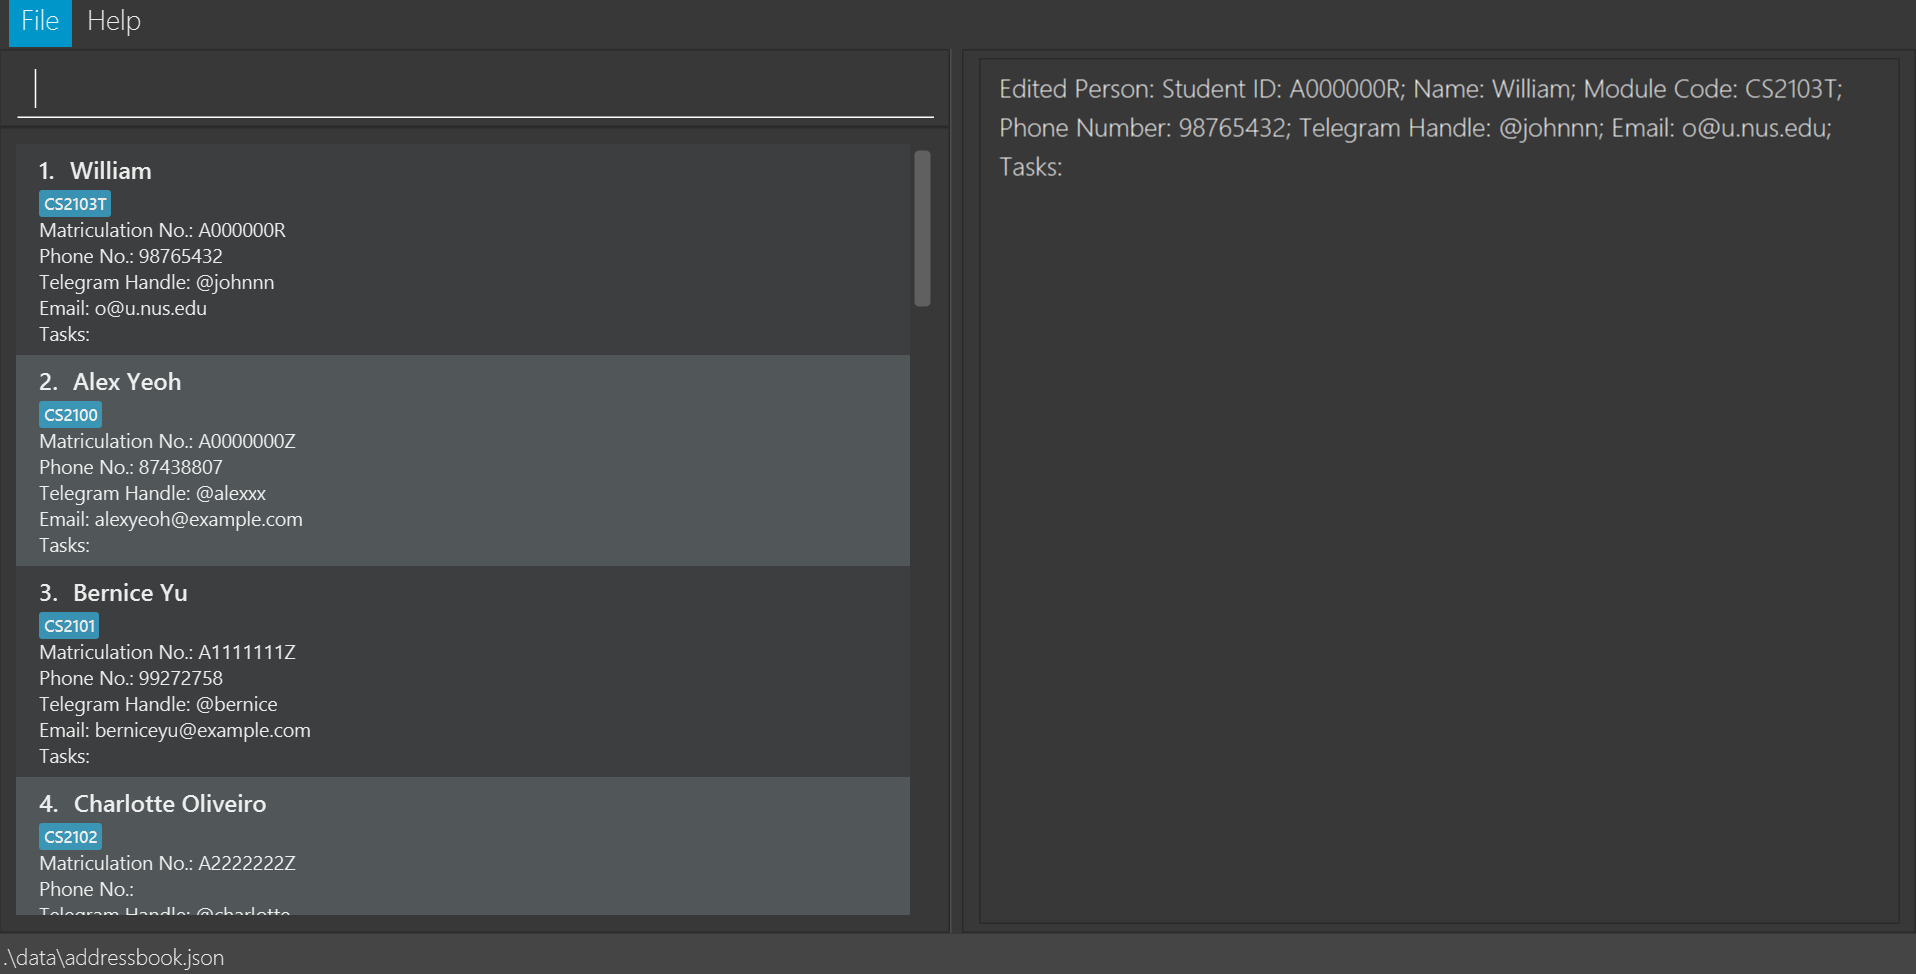 File Help
1. William
CS2103T
Matriculation No.: A000000R
Phone No.: 98765432
Telegram Handle: @johnnn
Email: o@u.nus.edu
Tasks:
2. Alex Yeoh
CS2100
Matriculation No.: A0000000Z
Phone No.: 87438807
Telegram Handle: @alexxx
Email: alexyeoh@example.com
Tasks:
3. Bernice Yu
CS2101
Matriculation No.: A1111111Z
Phone No.: 99272758
Telegram Handle: @bernice
Email: berniceyu@example.com
Tasks:
4. Charlotte Oliveiro
CS2102
Matriculation No.: A2222222Z
Phone No.:
Telegram Handle: @charlotte
Edited Person: Student ID: A000000R; Name: William; Module Code: CS2103T;
Phone Number: 98765432; Telegram Handle: @johnnn; Email: o@u.nus.edu;
Tasks:
.\data\addressbook.json